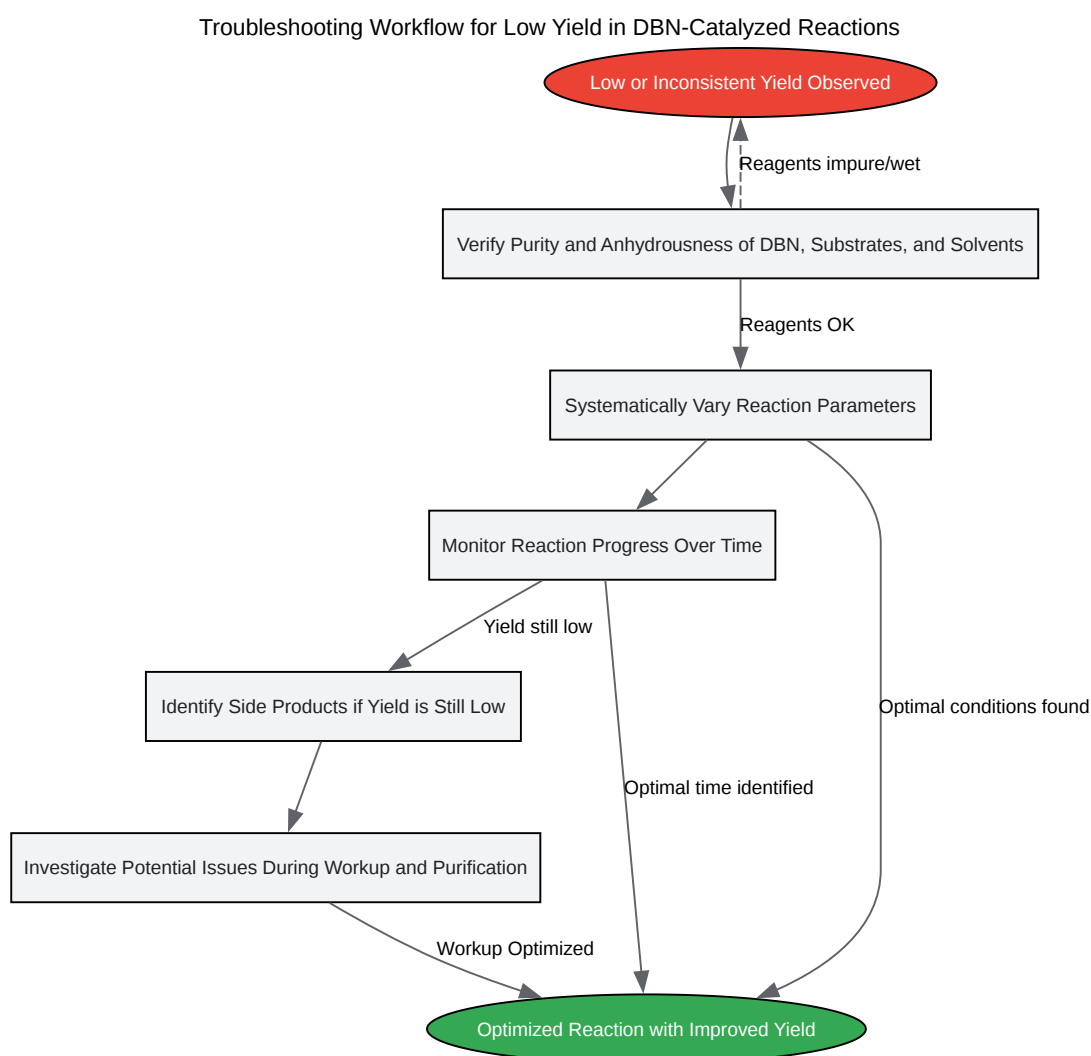 Troubleshooting Workflow for Low Yield in DBN-Catalyzed Reactions
Low or Inconsistent Yield Observed
Reagents impure/wet
Verify Purity and Anhydrousness of DBN, Substrates, and Solvents
Reagents OK
Systematically Vary Reaction Parameters
Monitor Reaction Progress Over Time
Yield still low
Identify Side Products if Yield is Still Low
Optimal conditions found
Optimal time identified
Investigate Potential Issues During Workup and Purification
Workup Optimized
Optimized Reaction with Improved Yield